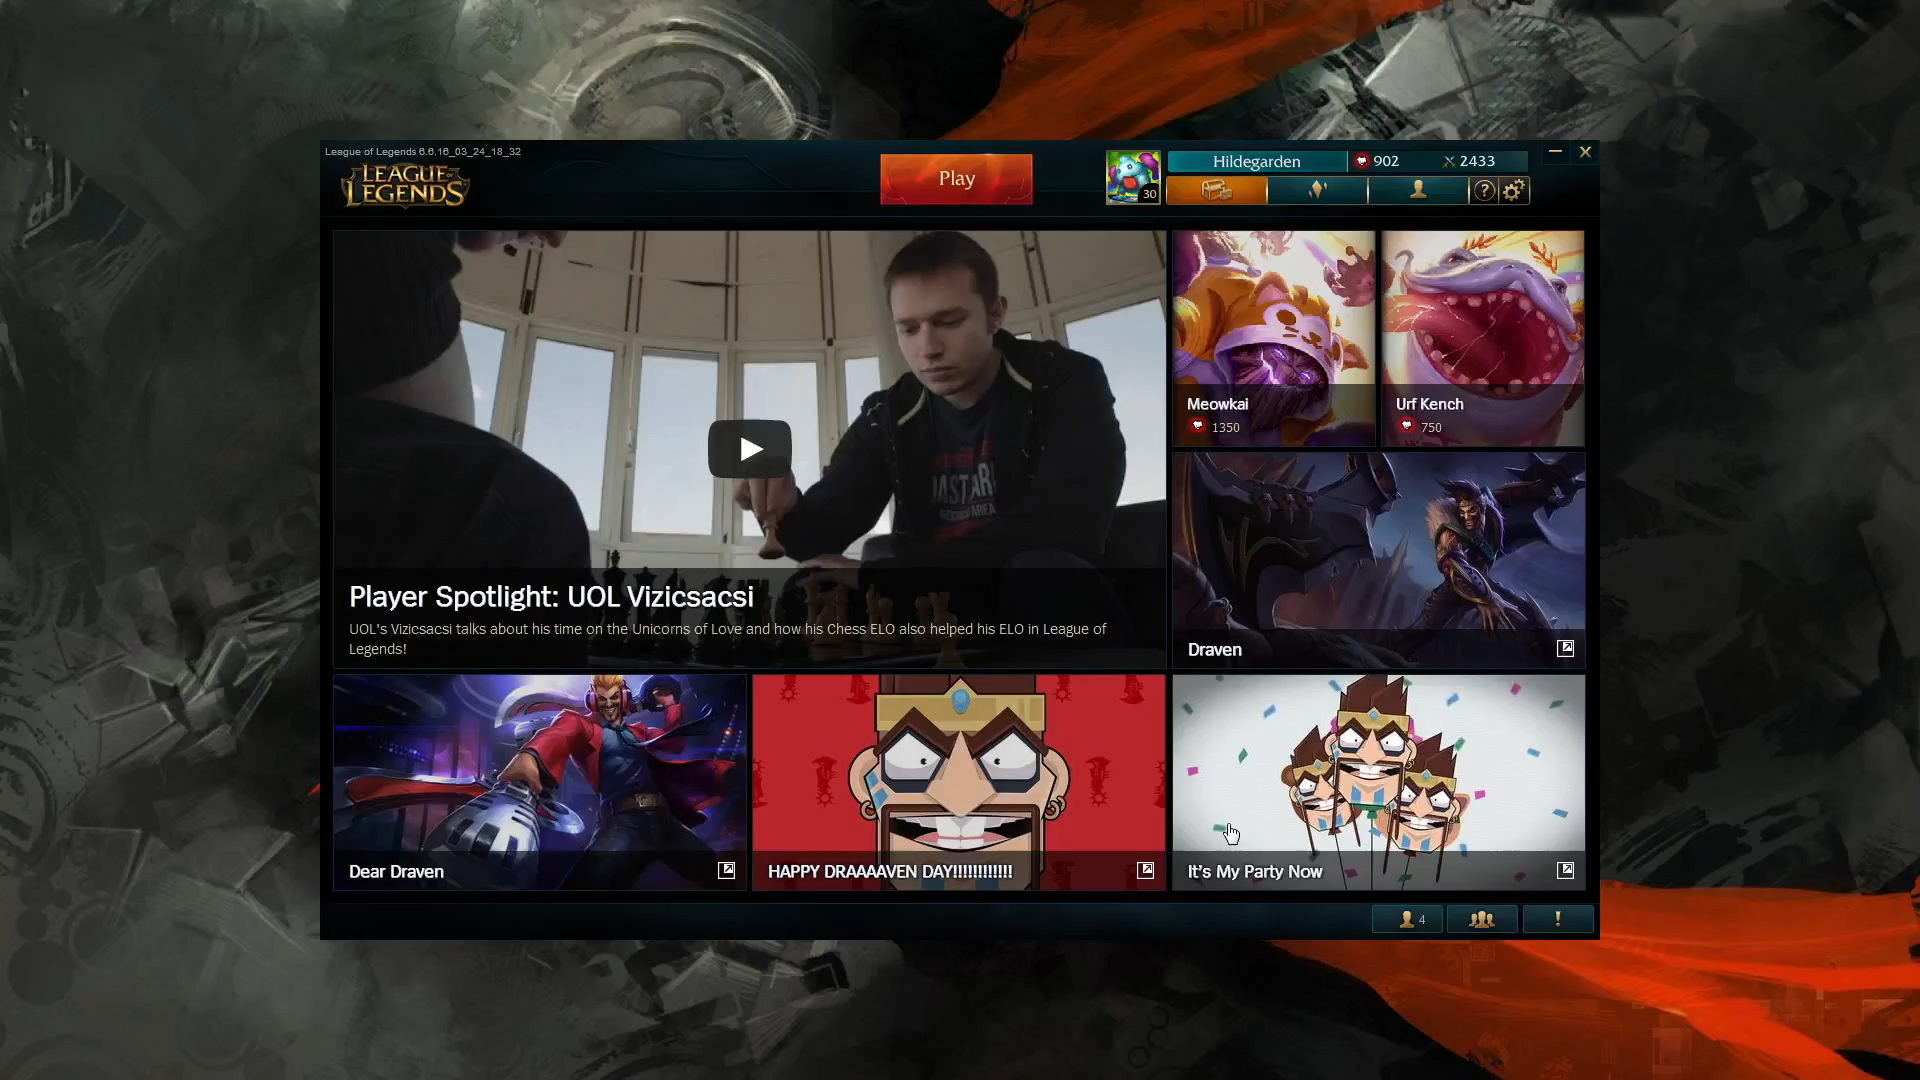 League of Legends 6.6.16_03_24_18_32
LEAGUE OF
LEGENDS
Play
30
Hildegarden
902
2433
?
Meowkai
1350
Urf Kench
750
Player Spotlight: UOL Vizicsacsi
UOL's Vizicsacsi talks about his time on the Unicorns of Love and how his Chess ELO also helped his ELO in League of
Legends!
Draven
Dear Draven
HAPPY DRAAAAVEN DAY!!!!!!!!!!!!
It's My Party Now
4
!